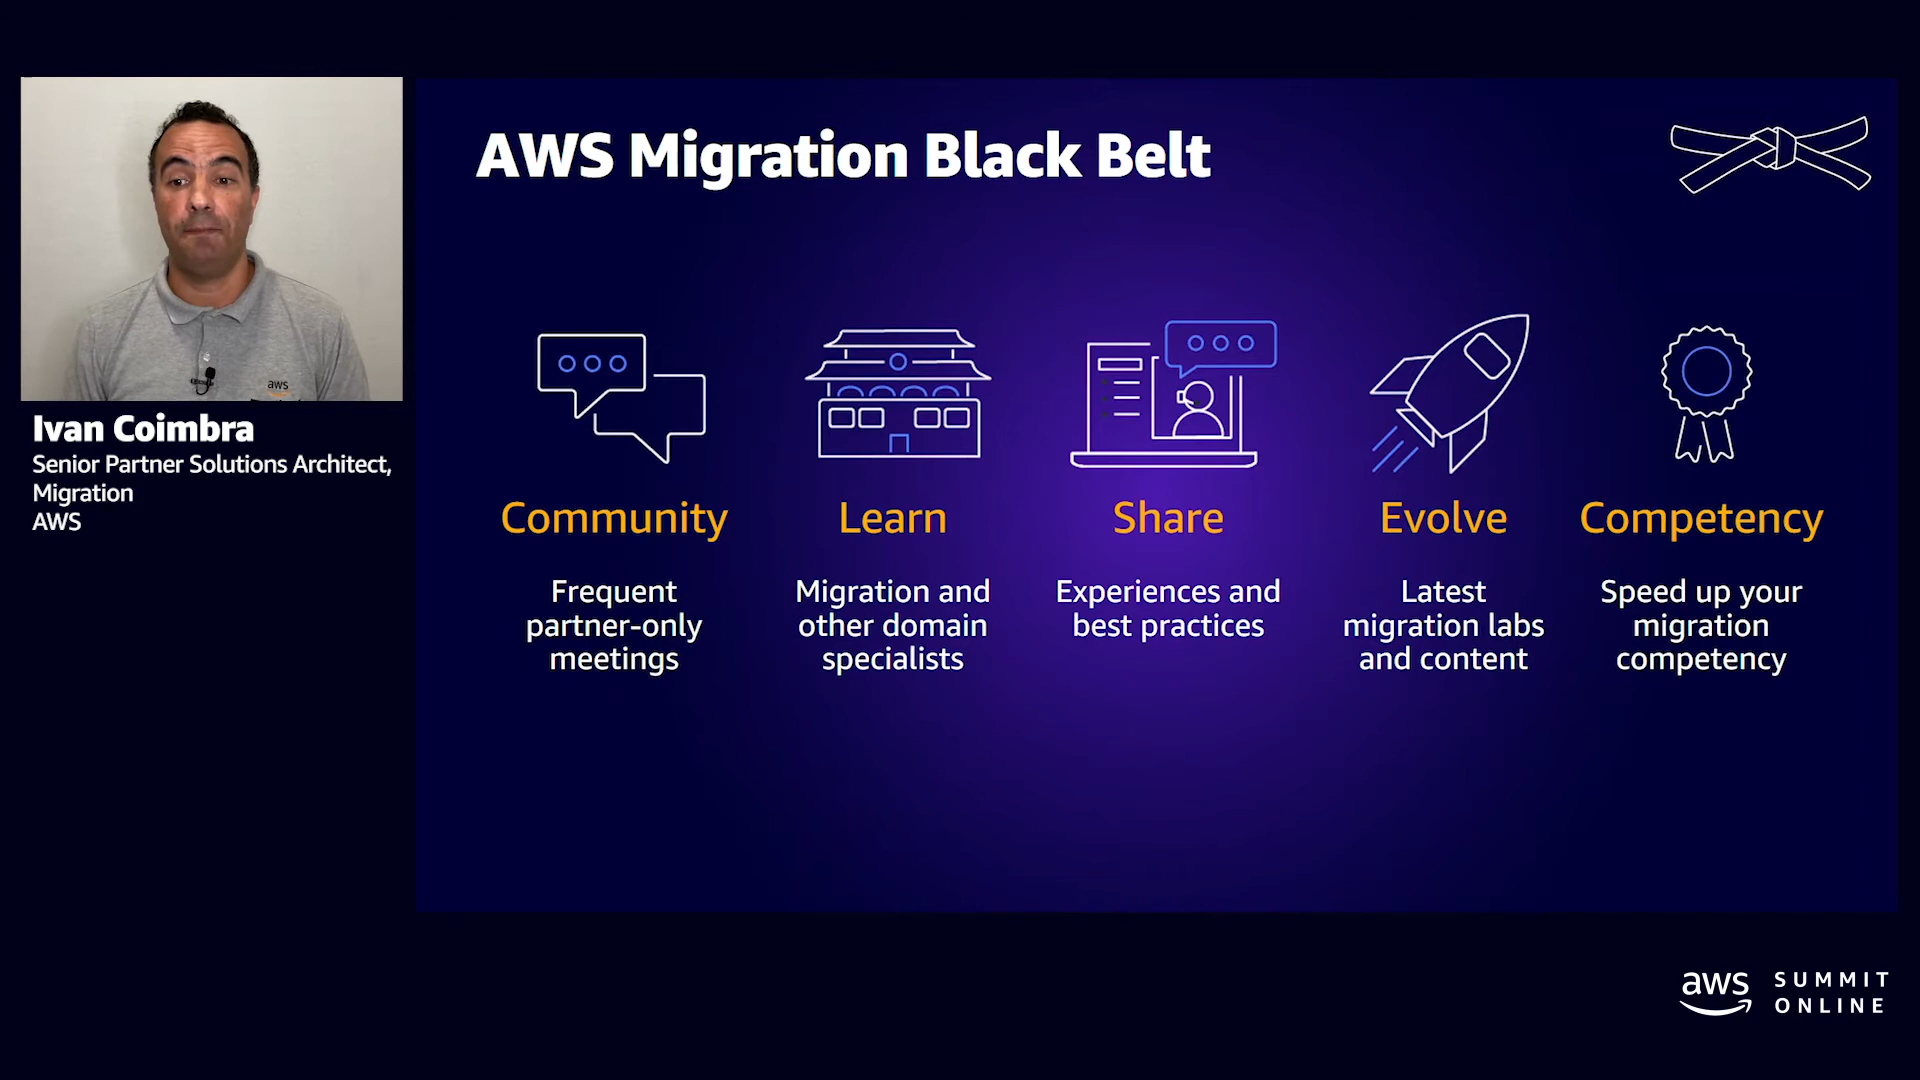 aws
Ivan Coimbra
Senior Partner Solutions Architect,
Migration
AWS
AWS Migration Black Belt
Community
Frequent
partner-only
meetings
Learn
Migration and
other domain
specialists
Share
Experiences and
best practices
Evolve
Latest
migration labs
and content
Competency
Speed up your
migration
competency
aws
SUMMIT
ONLINE